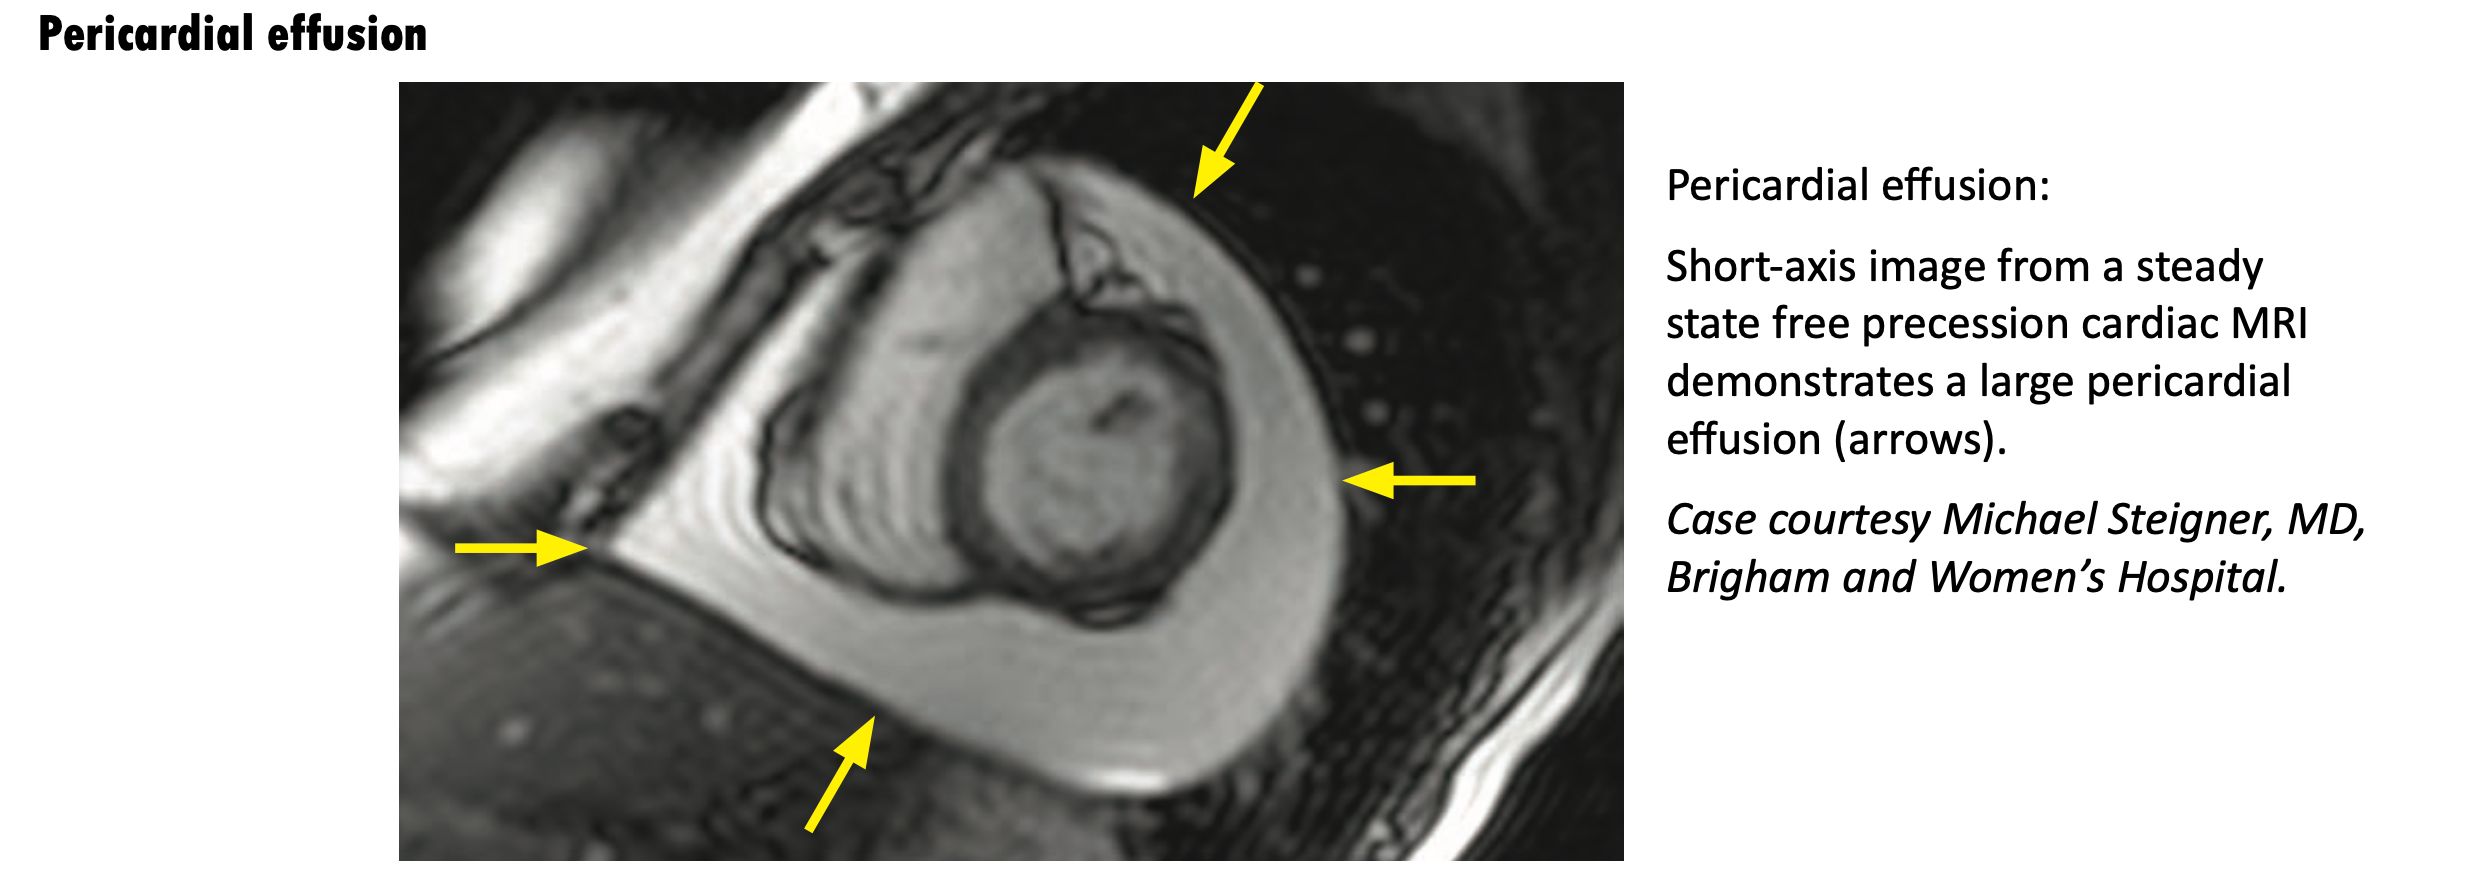 Pericardial effusion
Pericardial effusion:
Short-axis image from a steady
state free precession cardiac MRI
demonstrates a large pericardial
effusion (arrows).
Case courtesy Michael Steigner, MD,
Brigham and Women’s Hospital.